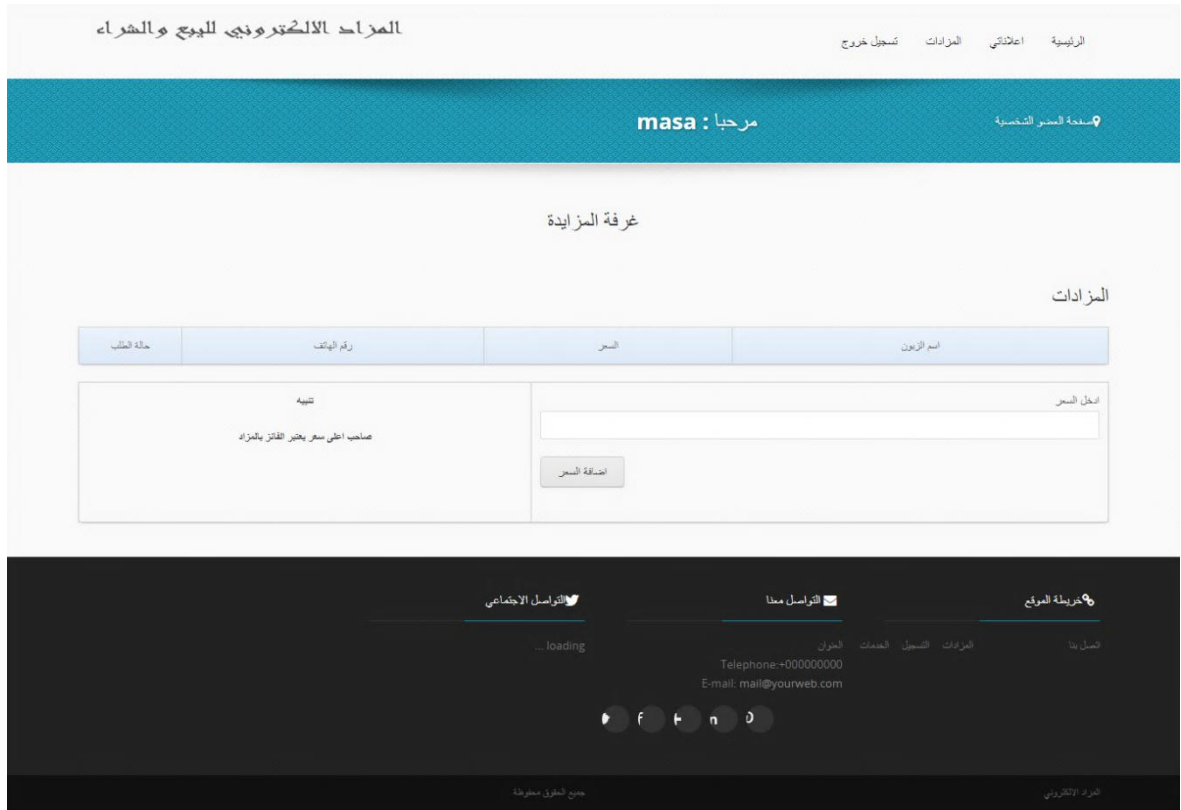 المزاد الالكتروني للبيع والشراء
الرئيسية اعلاناتي المزادات تسجيل خروج
صفحة العضو الشخصية
مرحبا : masa
غرفة المزايدة
المزادات
اسم الزبون السعر رقم الهاتف حالة الطلب
ادخل السعر
اضافة السعر
تنبيه
صاحب اعلى سعر يعتبر الفائز بالمزاد
خريطة الموقع
اتصل بنا المزادات التسجيل الخدمات
التواصل معنا
العنوان
Telephone:+000000000
E-mail: mail@yourweb.com
التواصل الاجتماعي
loading ...
المزاد الالكتروني
جميع الحقوق محفوظة